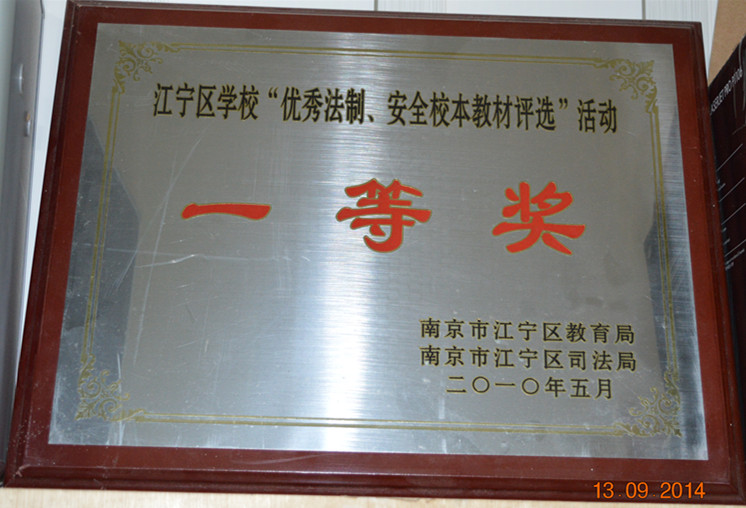 江宁区学校“优秀法制、安全校本教材评选”活动
一等奖
南京市江宁区教育局
南京市江宁区司法局
二〇一〇年五月
13 09 2014